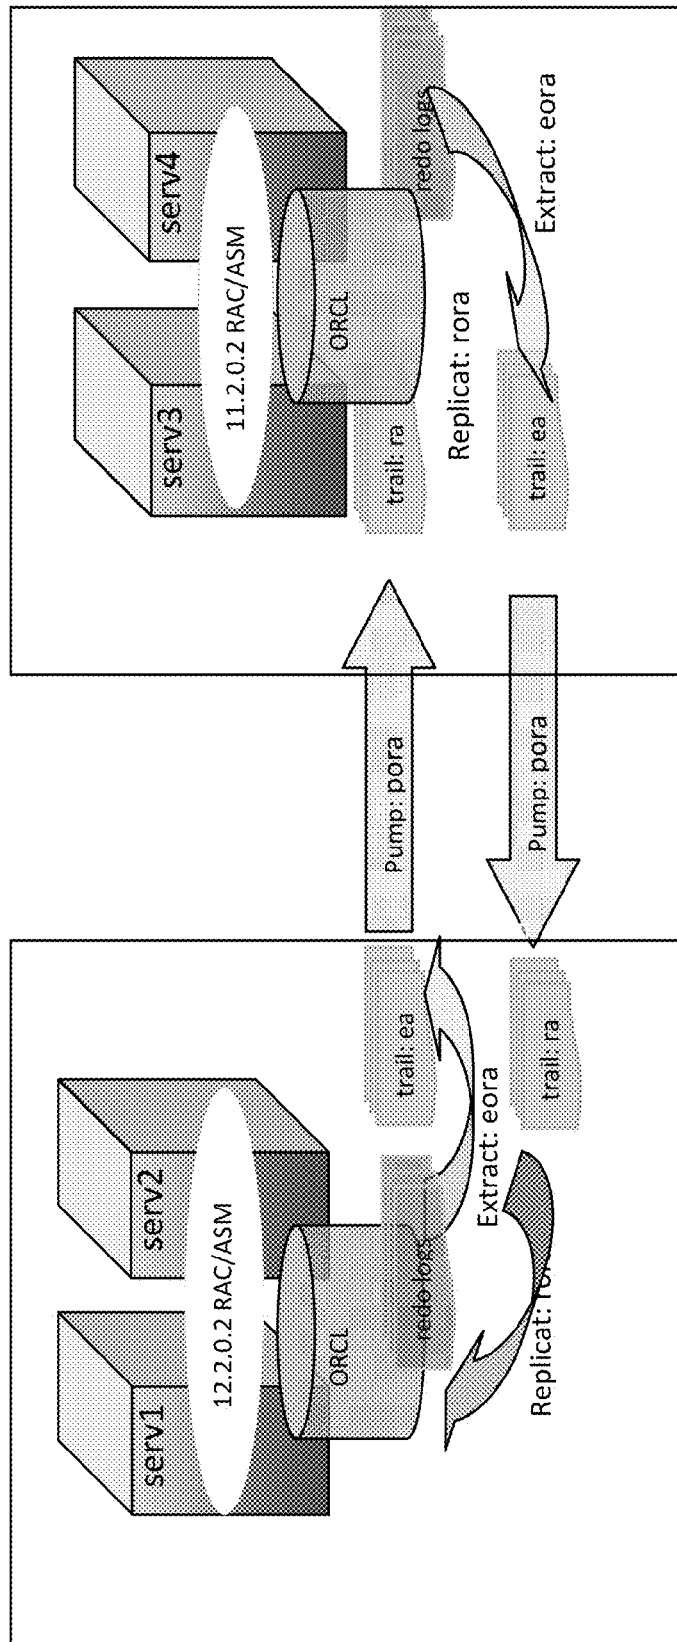 serv1
serv2
12.2.0.2 RAC/ASM
ORCL
redo logs
trail: ea
Extract: eora
trail: ra
Replicat:
Pump: pora
Pump: pora
serv3
serv4
11.2.0.2 RAC/ASM
ORCL
redo logs
trail: ra
Replicat: rora
trail: ea
Extract: eora